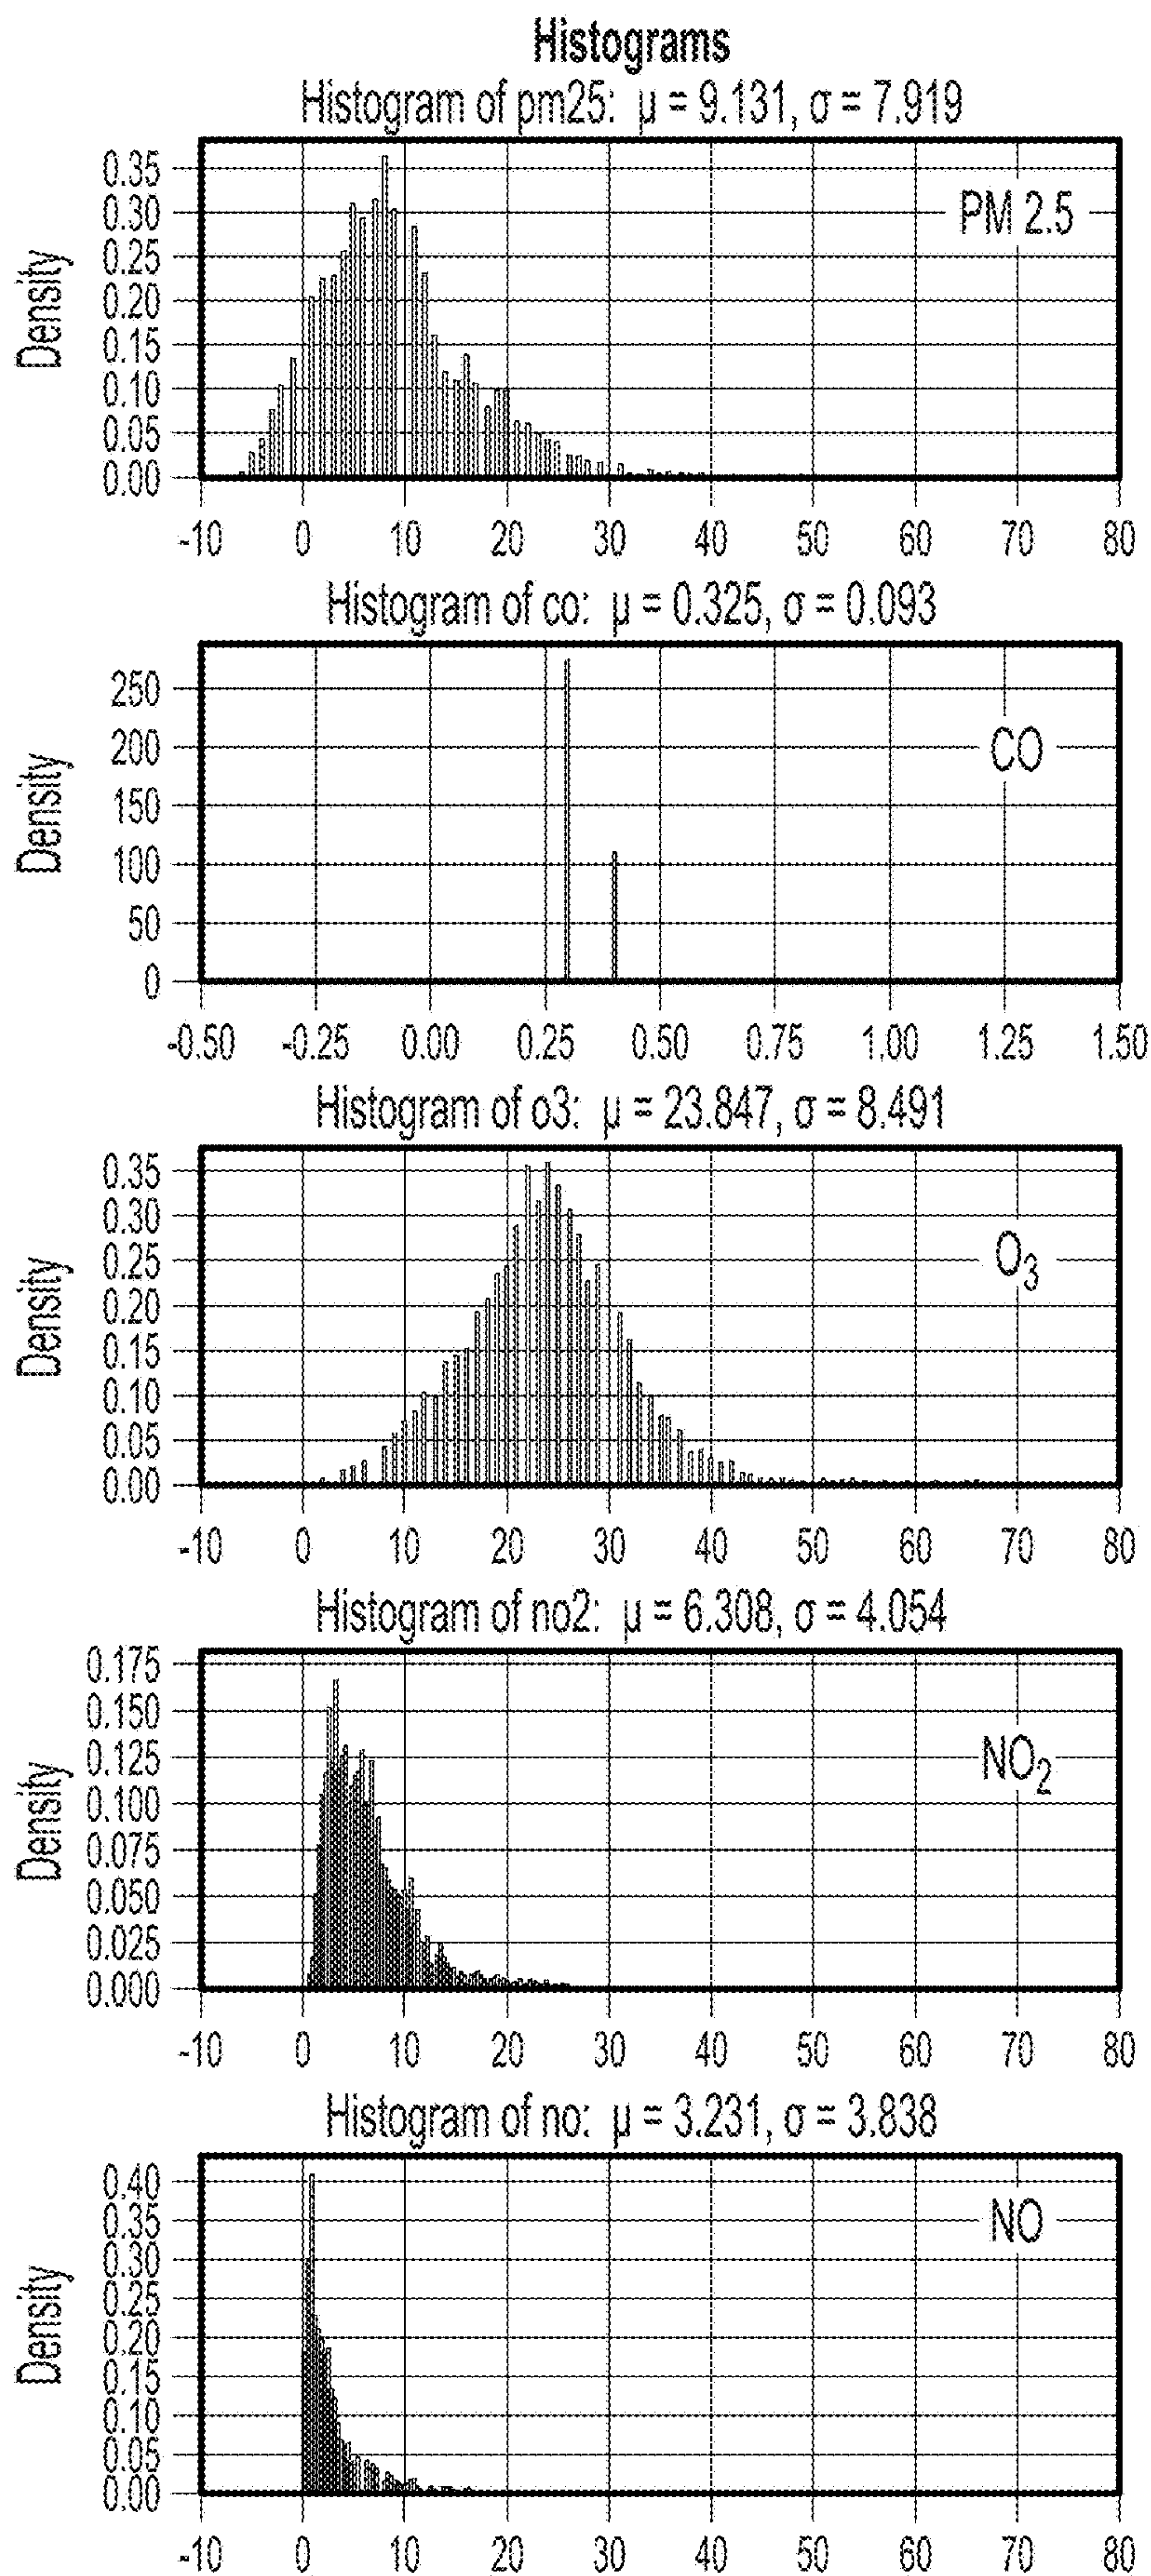 Histograms
Histogram of pm25: μ = 9.131, σ = 7.919
0.35
0.30
0.25
0.20
0.15
0.10
0.05
0.00
Density
PM 2.5
-10 0 10 20 30 40 50 60 70 80
Histogram of co: μ = 0.325, σ = 0.093
250
200
150
100
50
0
Density
CO
-0.50 -0.25 0.00 0.25 0.50 0.75 1.00 1.25 1.50
Histogram of o3: μ = 23.847, σ = 8.491
0.35
0.30
0.25
0.20
0.15
0.10
0.05
0.00
Density
O3
-10 0 10 20 30 40 50 60 70 80
Histogram of no2: μ = 6.308, σ = 4.054
0.175
0.150
0.125
0.100
0.075
0.050
0.025
0.000
Density
NO2
-10 0 10 20 30 40 50 60 70 80
Histogram of no: μ = 3.231, σ = 3.838
0.40
0.35
0.30
0.25
0.20
0.15
0.10
0.05
0.00
Density
NO
-10 0 10 20 30 40 50 60 70 80